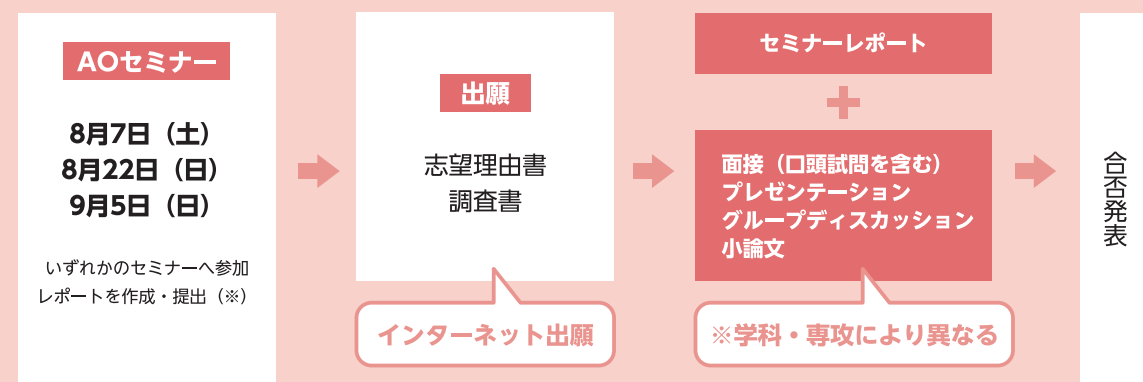 AOセミナー
8月7日（土）
8月22日（日）
9月5日（日）
いずれかのセミナーへ参加
レポートを作成・提出（※）
出願
志望理由書
調査書
インターネット出願
セミナーレポート
+
面接（口頭試問を含む）
プレゼンテーション
グループディスカッション
小論文
※学科・専攻により異なる
合否発表